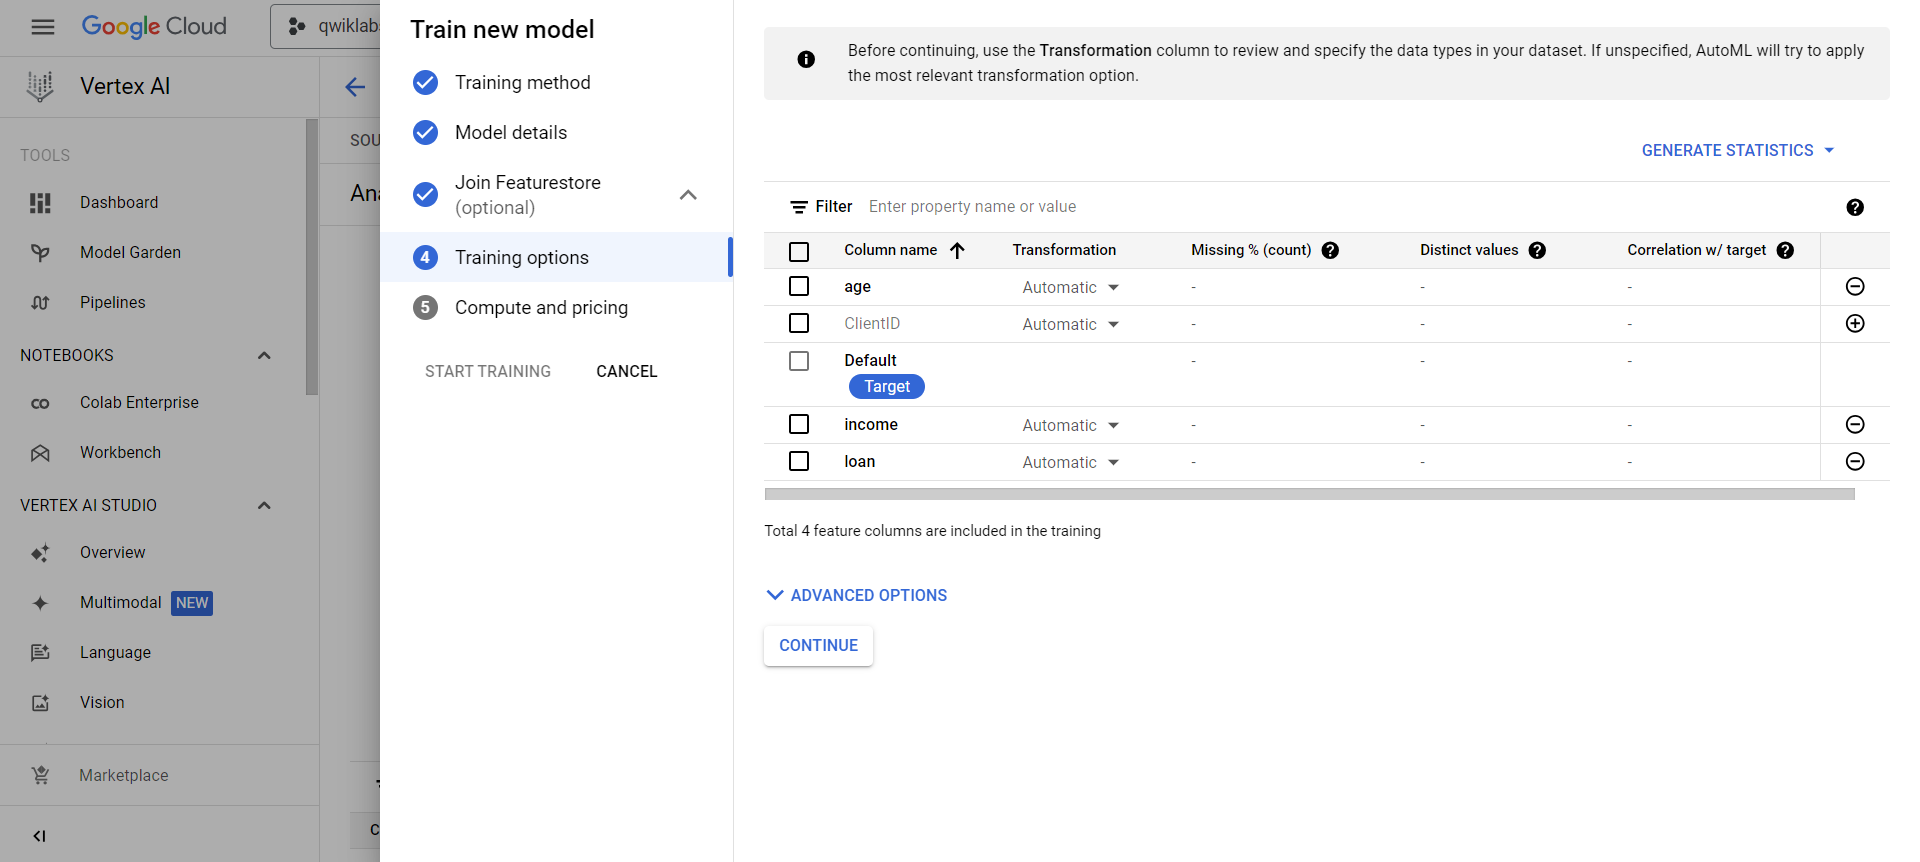 Google Cloud
qwiklabs
Vertex AI
TOOLS
Dashboard
Model Garden
Pipelines
NOTEBOOKS
Colab Enterprise
Workbench
VERTEX AI STUDIO
Overview
Multimodal NEW
Language
Vision
Marketplace
SOU
Ana
C
Train new model
Training method
Model details
Join Featurestore
(optional)
4 Training options
5 Compute and pricing
START TRAINING CANCEL
Before continuing, use the Transformation column to review and specify the data types in your dataset. If unspecified, AutoML will try to apply
the most relevant transformation option.
GENERATE STATISTICS
Filter Enter property name or value
Column name Transformation Missing % (count) Distinct values Correlation w/ target
age Automatic - - -
ClientID Automatic - - -
Default - - -
Target
income Automatic - - -
loan Automatic - - -
Total 4 feature columns are included in the training
ADVANCED OPTIONS
CONTINUE